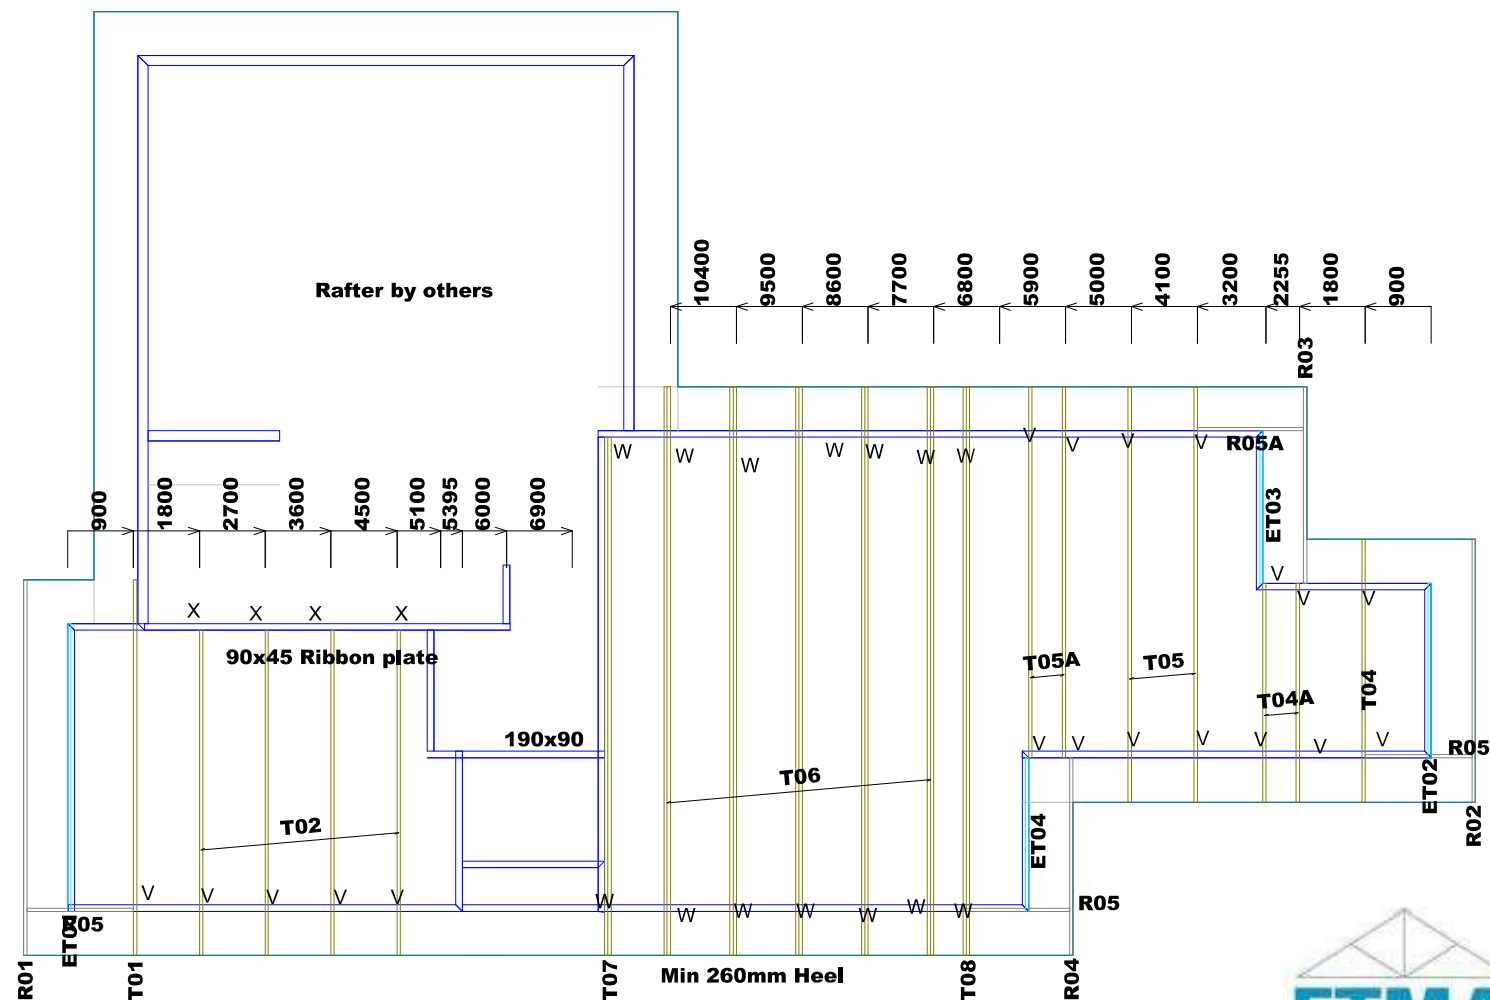 10400
9500
8600
7700
6800
5900
5000
4100
3200
2255
1800
900
Rafter by others
R03
W W W W W W W V V V V R05A
900
1800
2700
3600
4500
5100
5395
6000
6900
ET03
V
V V
X X X X
90x45 Ribbon plate
T05A
T05
T04A
T04
190x90
V V V V V V V
R05
T06
ET02
R02
T02
ET04
V V V V V
W W W W W W W
R05
R05
R01
T01
T07
Min 260mm Heel
T08
R04